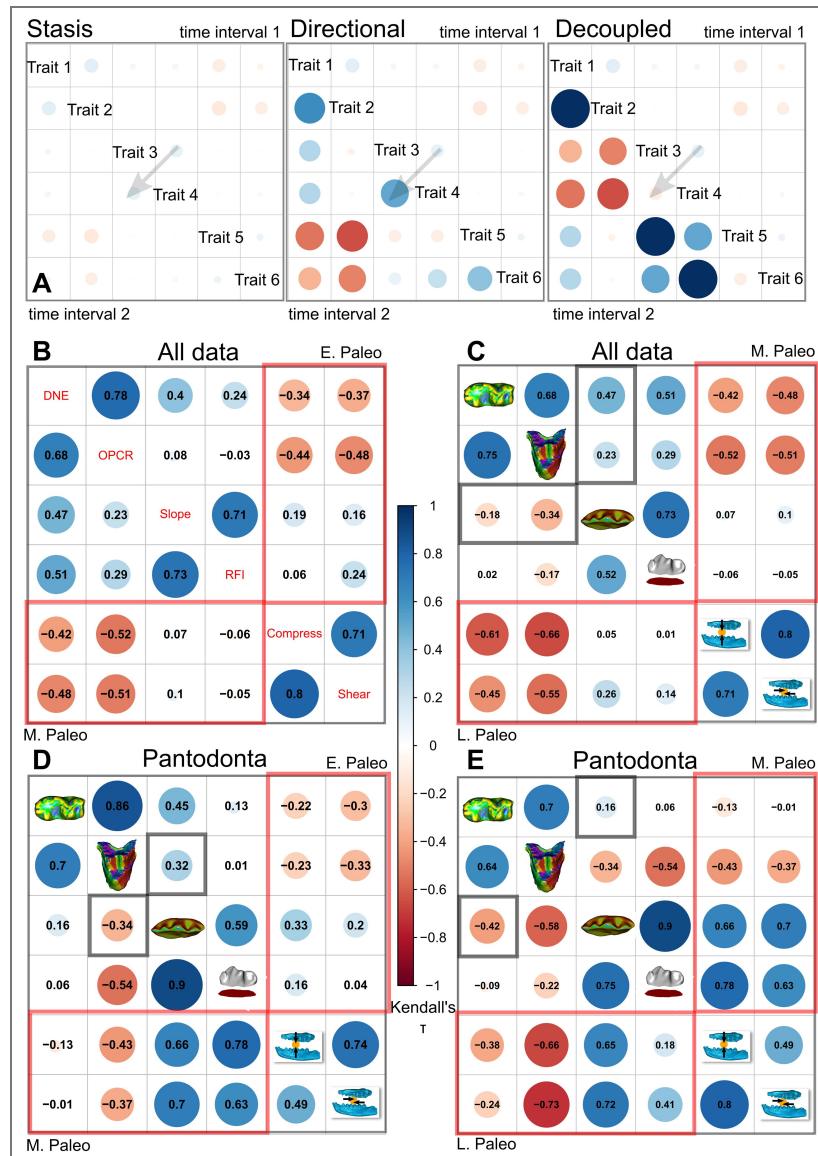 Stasis time interval 1 Directional time interval 1 Decoupled time interval 1
Trait 1 Trait 1 Trait 1
Trait 2 Trait 2 Trait 2
Trait 3 Trait 3 Trait 3
Trait 4 Trait 4 Trait 4
Trait 5 Trait 5 Trait 5
A Trait 6 Trait 6 Trait 6
time interval 2 time interval 2 time interval 2
B All data E. Paleo
DNE 0.78 0.4 0.24 −0.34 −0.37
0.68 OPCR 0.08 −0.03 −0.44 −0.48
0.47 0.23 Slope 0.71 0.19 0.16
0.51 0.29 0.73 RFI 0.06 0.24
−0.42 −0.52 0.07 −0.06 Compress 0.71
−0.48 −0.51 0.1 −0.05 0.8 Shear
M. Paleo
C All data M. Paleo
0.68 0.47 0.51 −0.42 −0.48
0.75 0.23 0.29 −0.52 −0.51
−0.18 −0.34 0.73 0.07 0.1
0.02 −0.17 0.52 −0.06 −0.05
−0.61 −0.66 0.05 0.01 0.8
−0.45 −0.55 0.26 0.14 0.71
L. Paleo
1
0.8
0.6
0.4
0.2
0
−0.2
−0.4
−0.6
−0.8
−1
Kendall's
τ
D Pantodonta E. Paleo
0.86 0.45 0.13 −0.22 −0.3
0.7 0.32 0.01 −0.23 −0.33
0.16 −0.34 0.59 0.33 0.2
0.06 −0.54 0.9 0.16 0.04
−0.13 −0.43 0.66 0.78 0.74
−0.01 −0.37 0.7 0.63 0.49
M. Paleo
E Pantodonta M. Paleo
0.7 0.16 0.06 −0.13 −0.01
0.64 −0.34 −0.54 −0.43 −0.37
−0.42 −0.58 0.9 0.66 0.7
−0.09 −0.22 0.75 0.78 0.63
−0.38 −0.66 0.65 0.18 0.49
−0.24 −0.73 0.72 0.41 0.8
L. Paleo